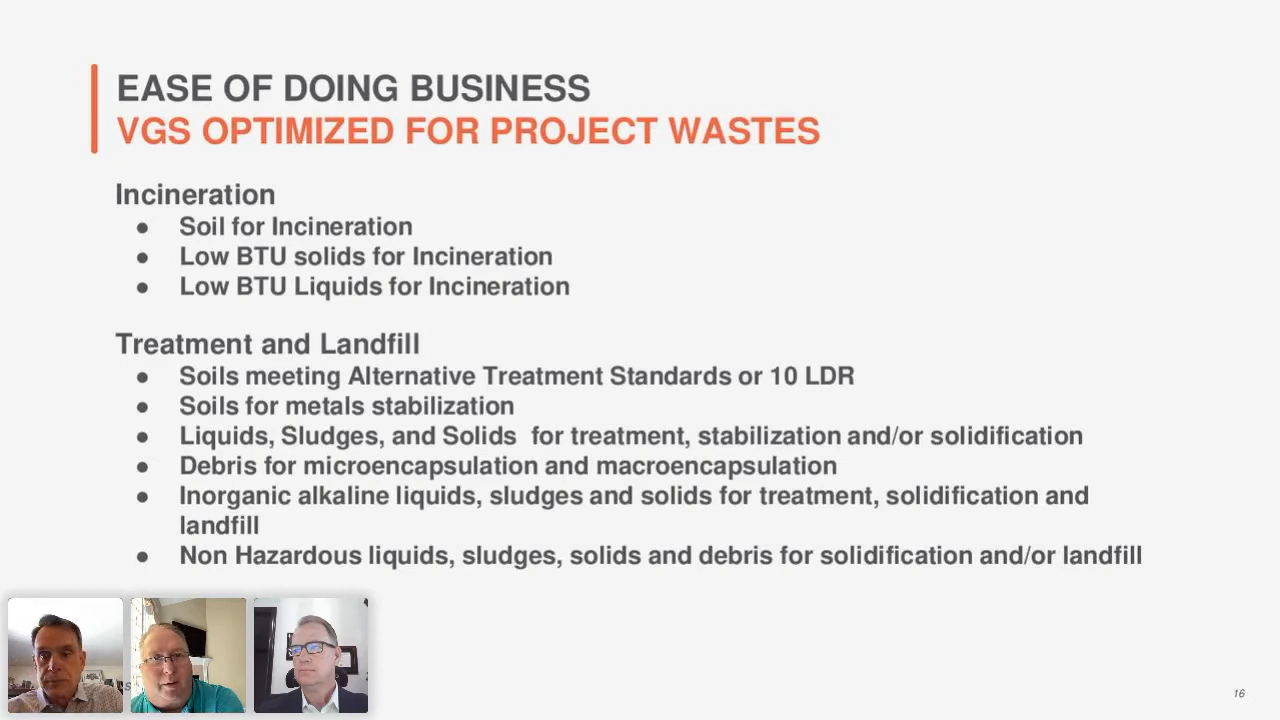 EASE OF DOING BUSINESS
VGS OPTIMIZED FOR PROJECT WASTES
Incineration
● Soil for Incineration
● Low BTU solids for Incineration
● Low BTU Liquids for Incineration
Treatment and Landfill
● Soils meeting Alternative Treatment Standards or 10 LDR
● Soils for metals stabilization
● Liquids, Sludges, and Solids for treatment, stabilization and/or solidification
● Debris for microencapsulation and macroencapsulation
● Inorganic alkaline liquids, sludges and solids for treatment, solidification and
landfill
● Non Hazardous liquids, sludges, solids and debris for solidification and/or landfill
16